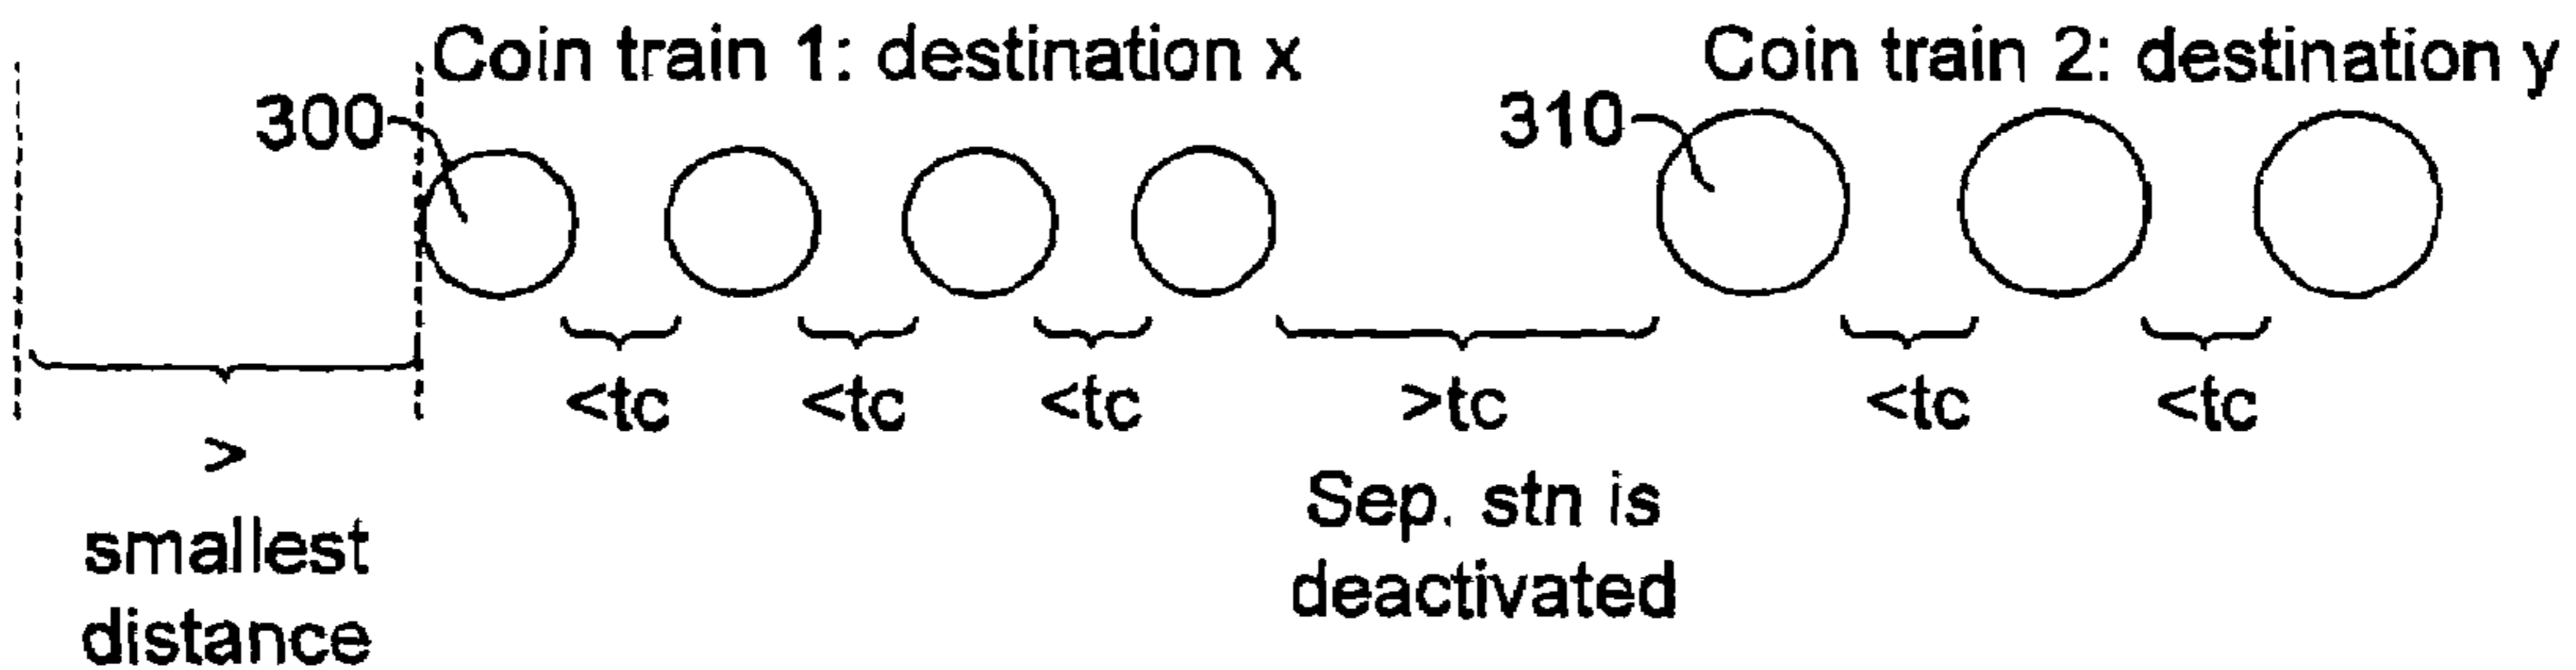 Coin train 1: destination x
Coin train 2: destination y
300
310
<tc
<tc
<tc
>tc
<tc
<tc
>
smallest
distance
Sep. stn is
deactivated